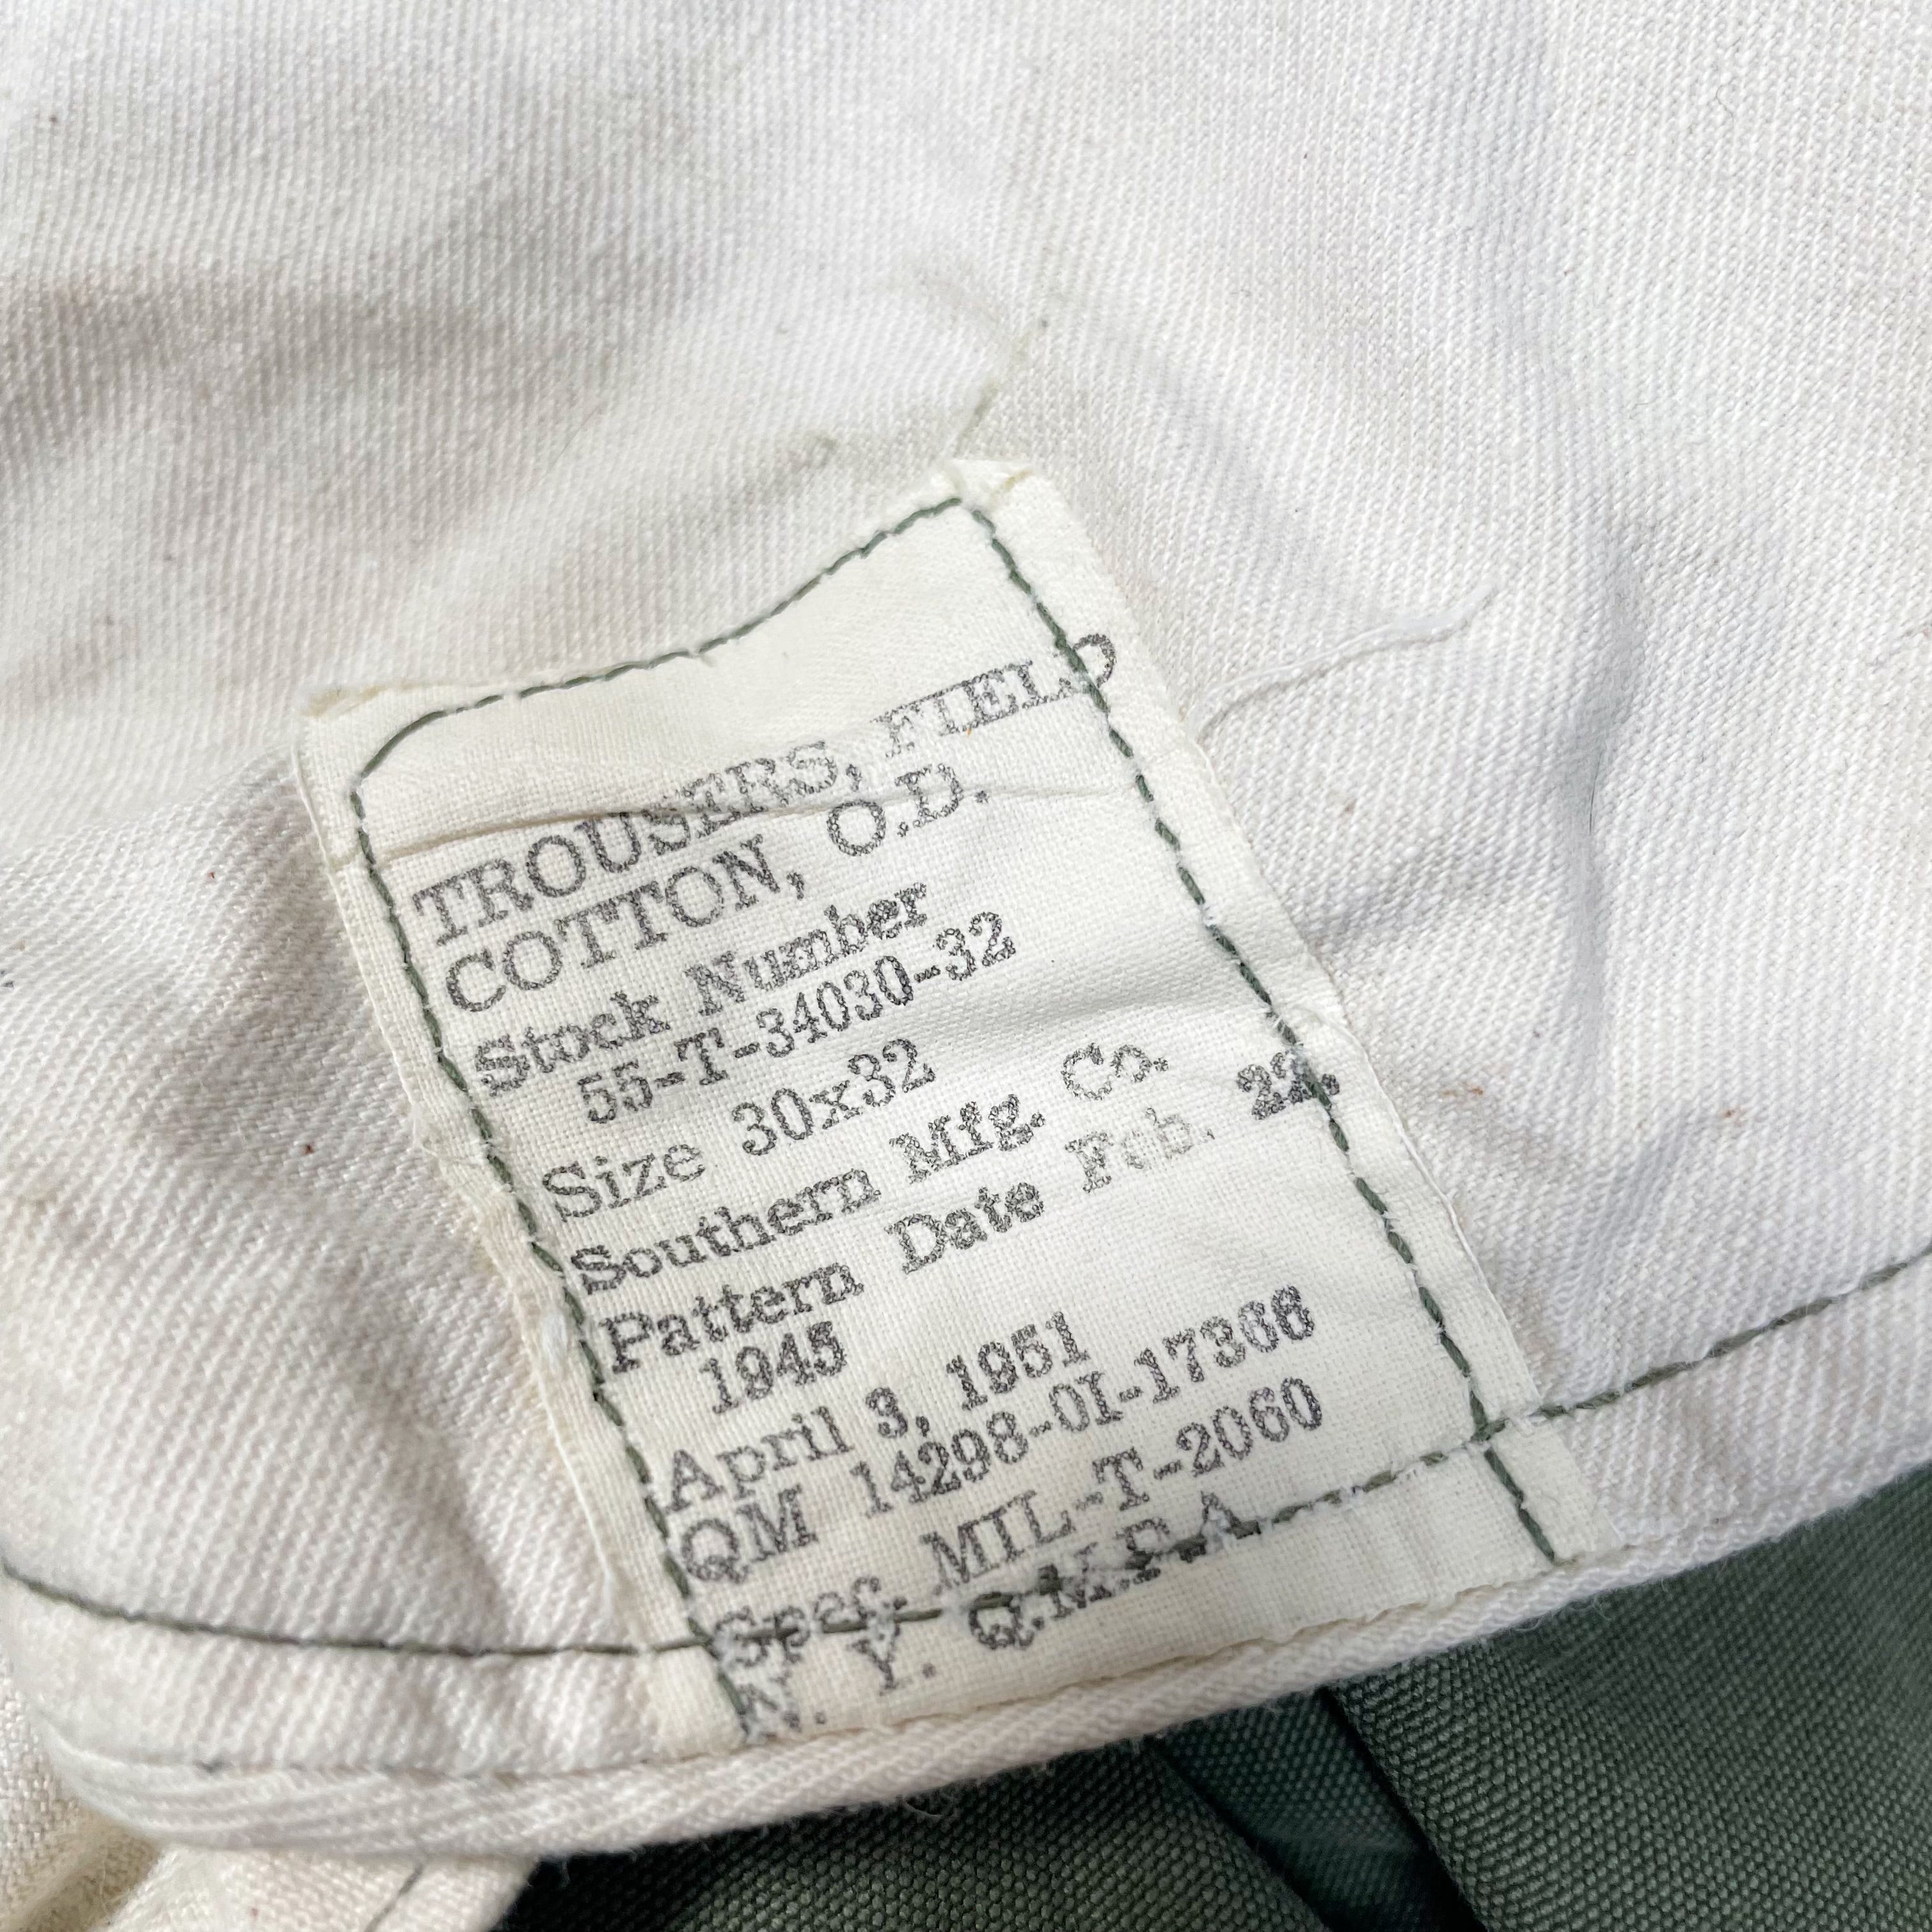 TROUSERS, FIELD
COTTON, O.D.
Stock Number
55-T-34030-32
Size 30x32
Southern Mfg. Co.
Pattern Date Feb. 22,
1945
April 3, 1951
QM 14298-OI-17366
Spec. MIL-T-2060
N. Y. Q.M.P.A.